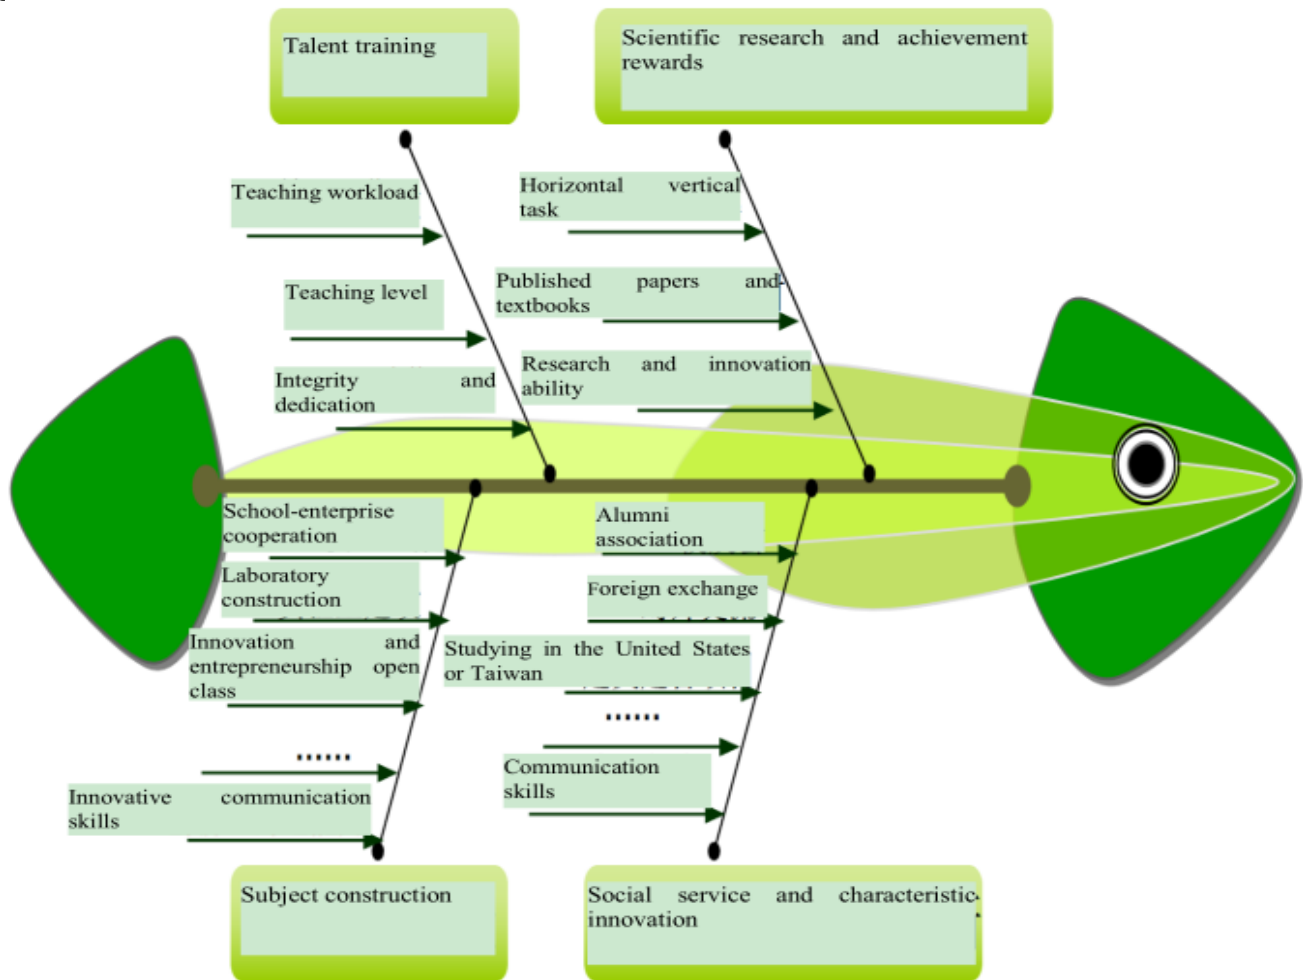 Talent training
Scientific research and achievement
rewards
Teaching workload
Horizontal vertical
task
Teaching level
Published papers and
textbooks
Integrity and
dedication
Research and innovation
ability
School-enterprise
cooperation
Alumni
association
Laboratory
construction
Foreign exchange
Innovation and
entrepreneurship open
class
Studying in the United States
or Taiwan
......
......
Innovative communication
skills
Communication
skills
Subject construction
Social service and characteristic
innovation